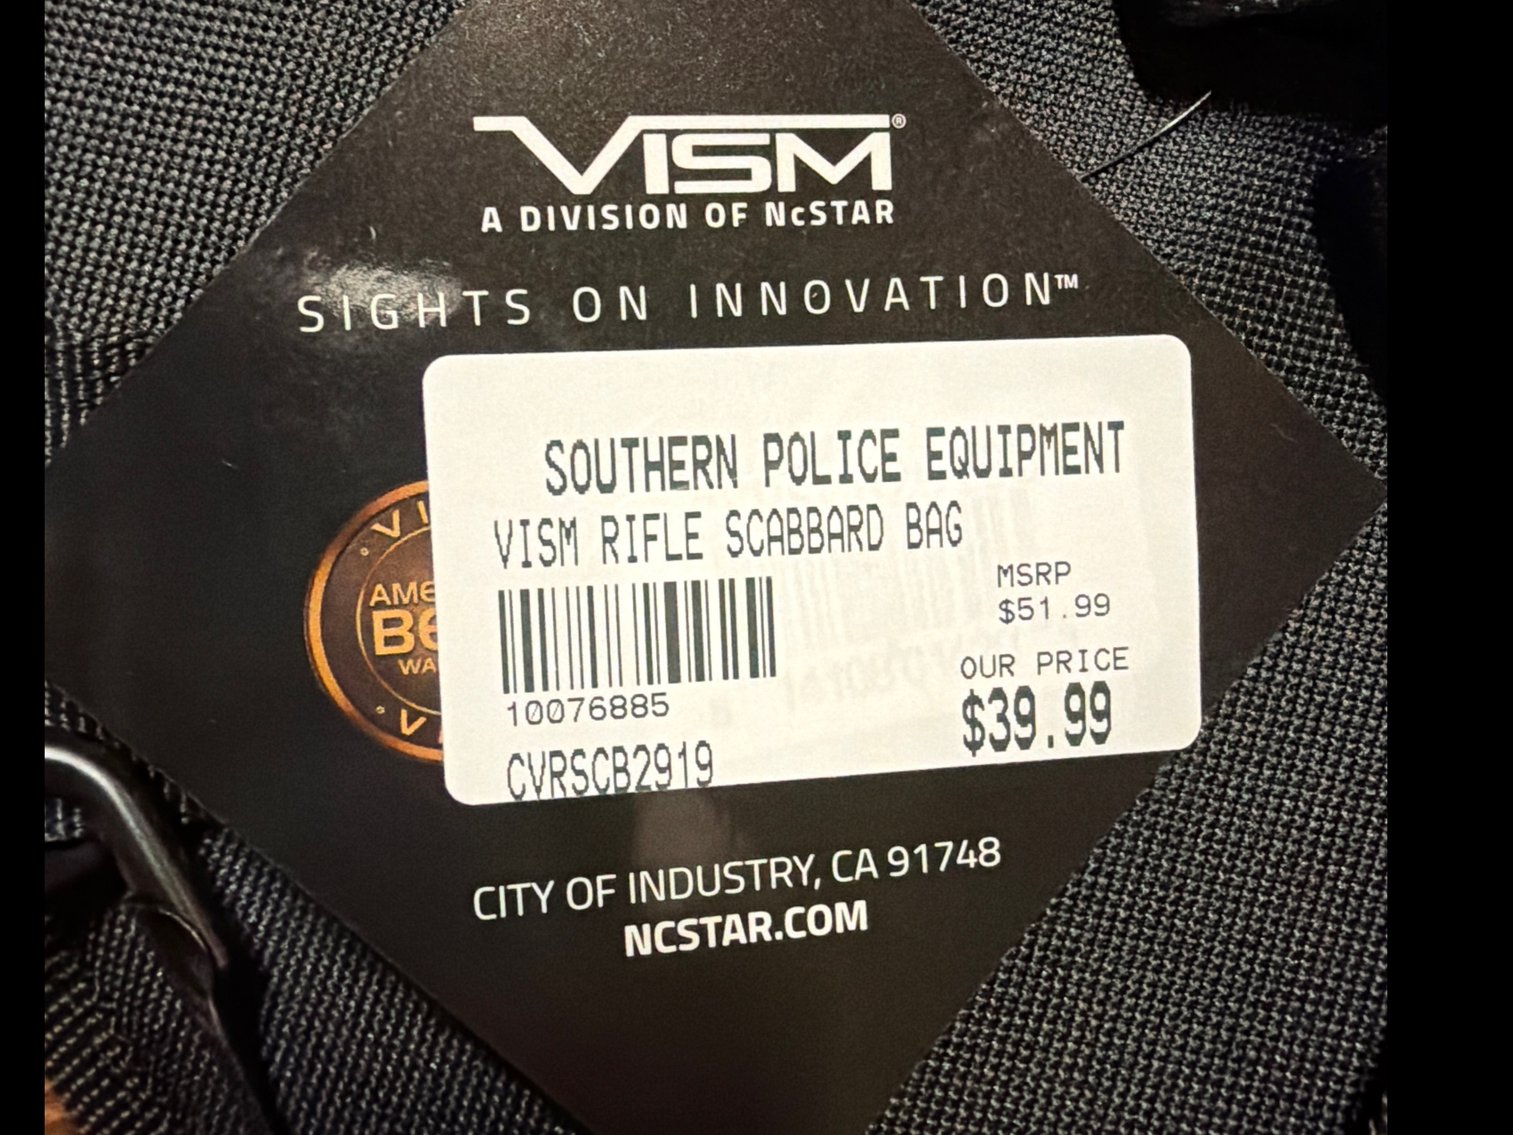 VISM®
A DIVISION OF NcSTAR
SIGHTS ON INNOVATION™
SOUTHERN POLICE EQUIPMENT
VISM RIFLE SCABBARD BAG
MSRP
$51.99
OUR PRICE
$39.99
10076885
CVRSCB2919
CITY OF INDUSTRY, CA 91748
NCSTAR.COM